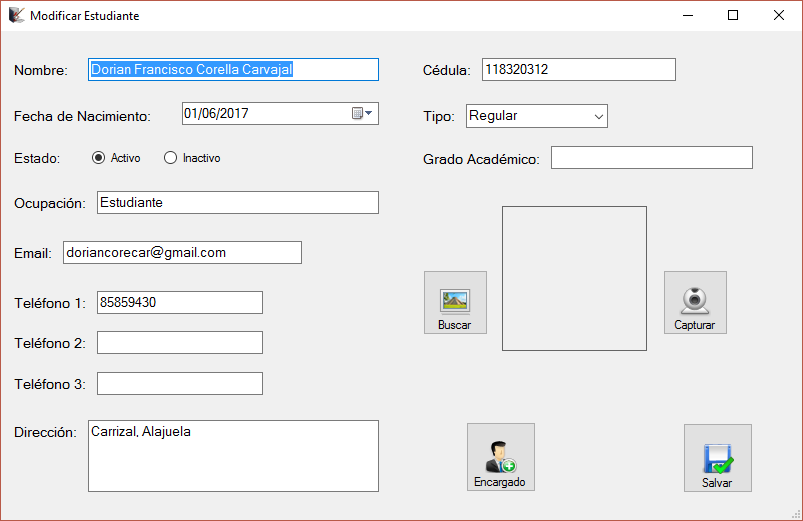 Modificar Estudiante
Nombre: Dorian Francisco Corella Carvajal
Cédula: 118320312
Fecha de Nacimiento: 01/06/2017
Tipo: Regular
Estado: Activo Inactivo
Grado Académico:
Ocupación: Estudiante
Email: doriancorecar@gmail.com
Teléfono 1: 85859430
Buscar
Capturar
Teléfono 2:
Teléfono 3:
Dirección: Carrizal, Alajuela
Encargado
Salvar